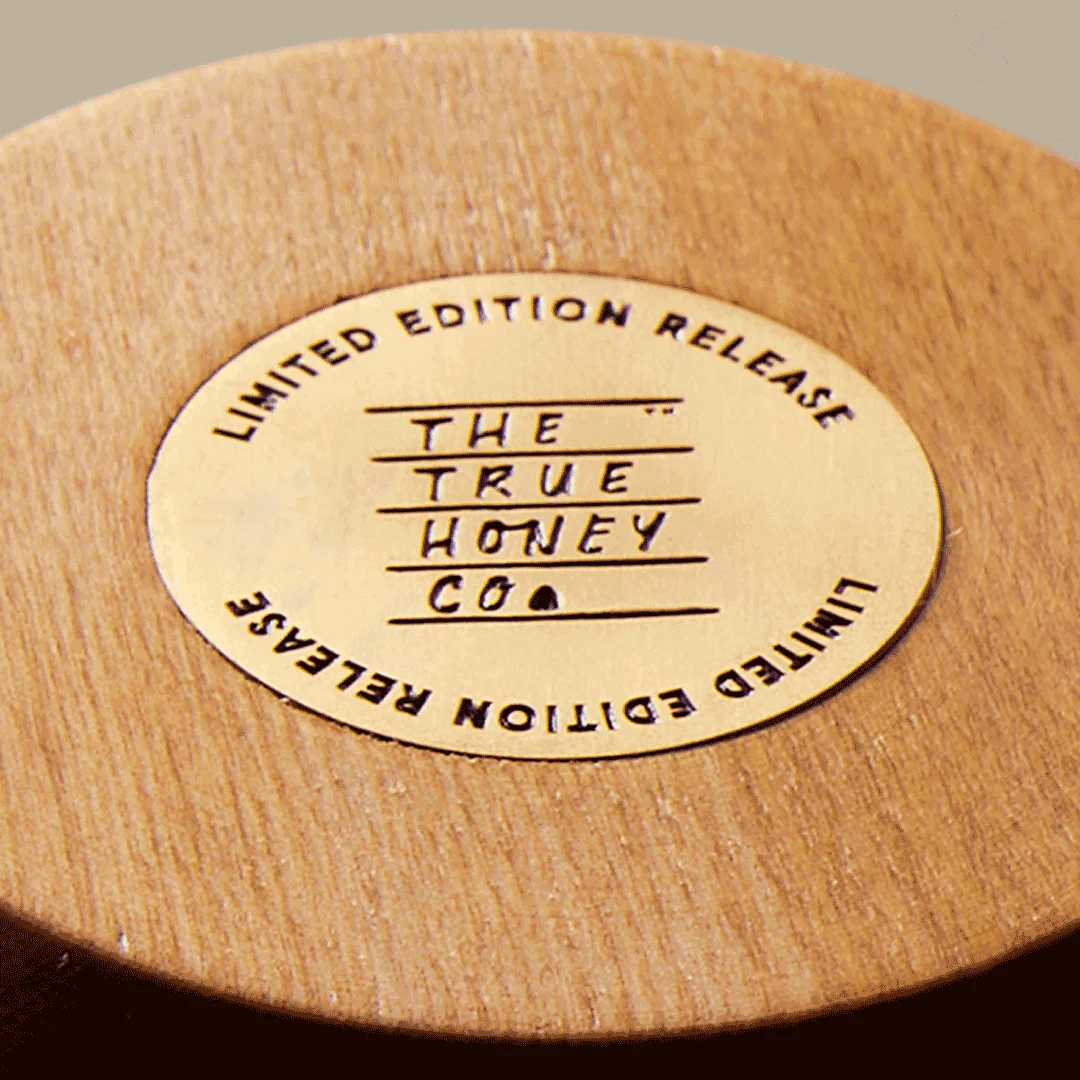 LIMITED EDITION RELEASE
THE
TRUE
HONEY
CO
LIMITED EDITION RELEASE